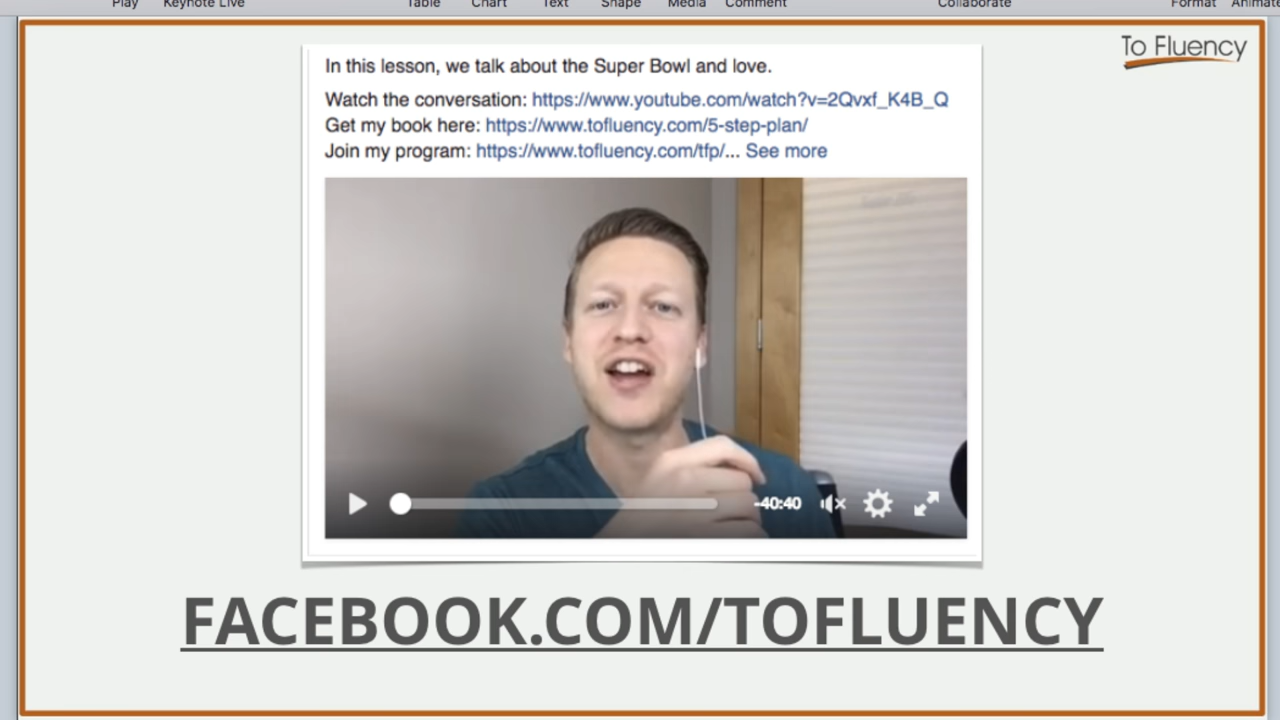 Play Keynote Live Table Chart Text Shape Media Comment Collaborate Format Animate
To Fluency
In this lesson, we talk about the Super Bowl and love.
Watch the conversation: https://www.youtube.com/watch?v=2Qvxf_K4B_Q
Get my book here: https://www.tofluency.com/5-step-plan/
Join my program: https://www.tofluency.com/tfp/... See more
-40:40
FACEBOOK.COM/TOFLUENCY